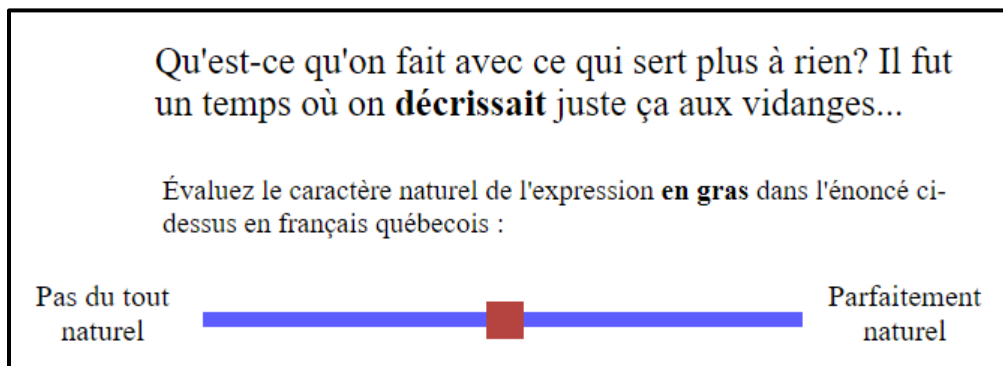 Qu'est-ce qu'on fait avec ce qui sert plus à rien? Il fut
un temps où on décrissait juste ça aux vidanges...
Évaluez le caractère naturel de l'expression en gras dans l'énoncé ci-
dessus en français québecois :
Pas du tout
naturel
Parfaitement
naturel